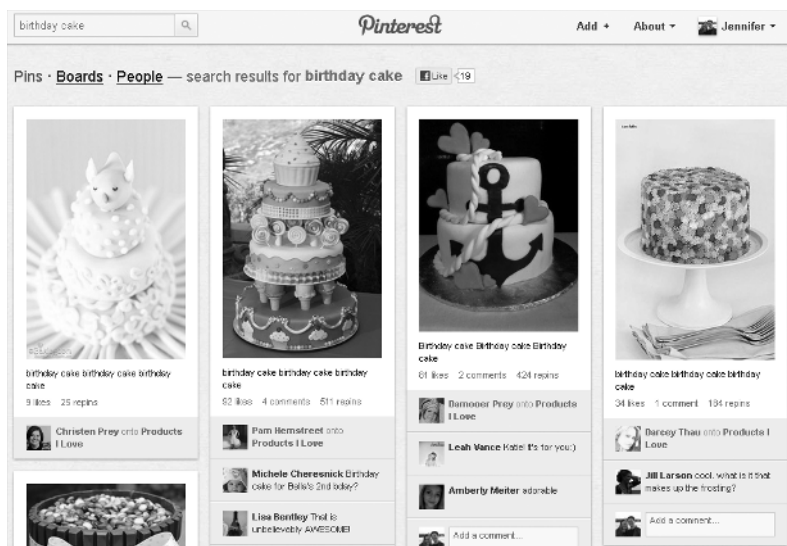 birthday cake
Pinterest
Add +
About
Jennifer
Pins · Boards · People — search results for birthday cake
Like
19
birthday cake birthday cake birthday
cake
9 likes 25 repins
Christen Prey onto Products
I Love
birthday cake birthday cake birthday
cake
92 likes 4 comments 511 repins
Pam Hemstreet onto
Products I Love
Michele Cheresnick Birthday
cake for Bella's 2nd bday?
Lisa Bentley That is
unbelievably AWESOME!
Birthday cake Birthday cake Birthday
cake
81 likes 2 comments 424 repins
Prey onto Products
I Love
Leah Vance Katie! It's for you:)
Amberly Meiter adorable
Add a comment...
birthday cake birthday cake birthday
cake
34 likes 1 comment 184 repins
Darcey Thau onto Products I
Love
Jill Larson cool. what is it that
makes up the frosting?
Add a comment...